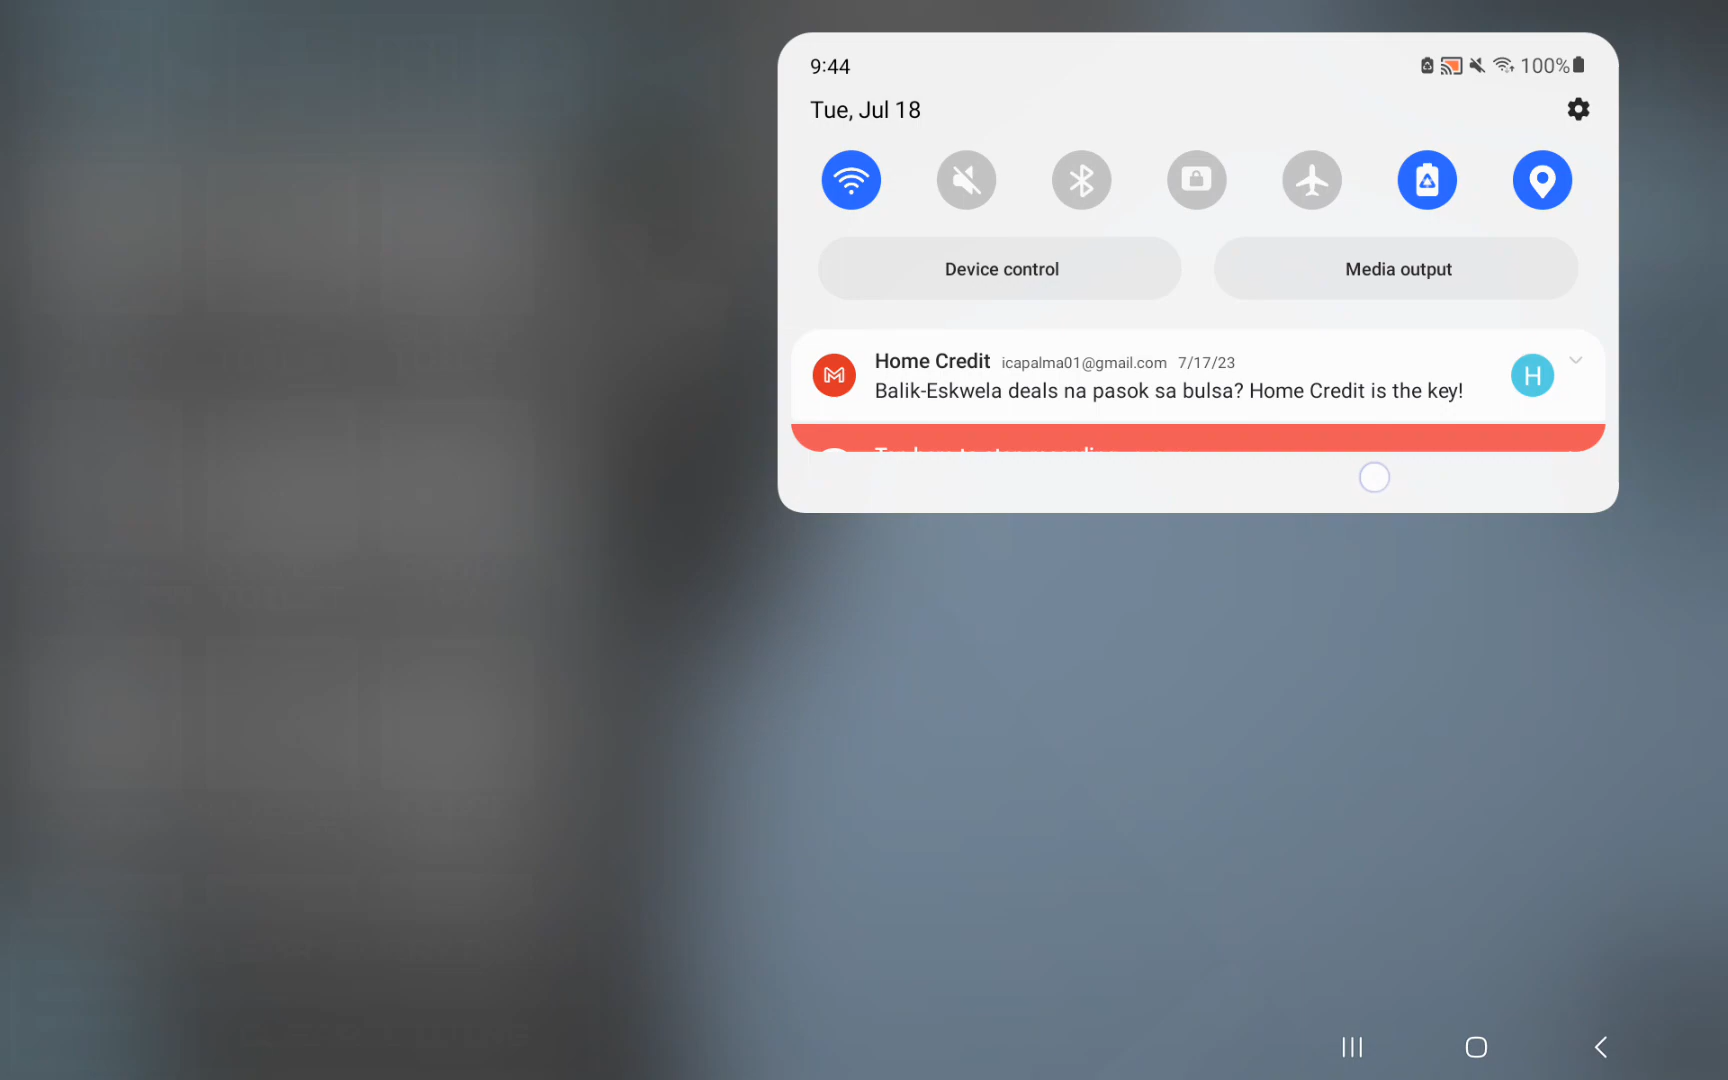 9:44
100%
Tue, Jul 18
Device control
Media output
Home Credit icapalma01@gmail.com 7/17/23
H
Balik-Eskwela deals na pasok sa bulsa? Home Credit is the key!